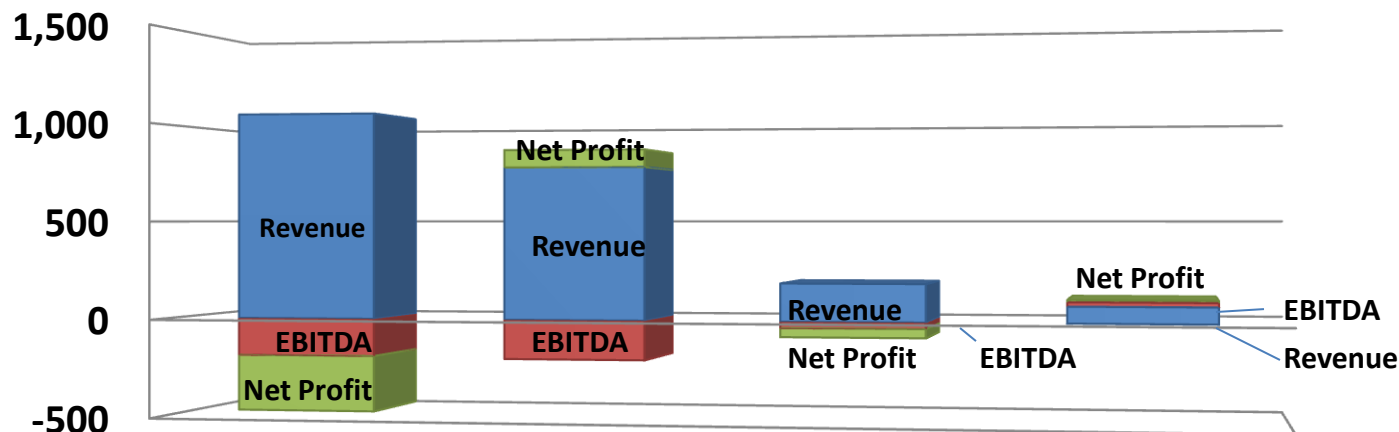 1,500
1,000
500
0
-500
Revenue
EBITDA
Net Profit
Net Profit
Revenue
EBITDA
Revenue
Net Profit
EBITDA
Net Profit
EBITDA
Revenue